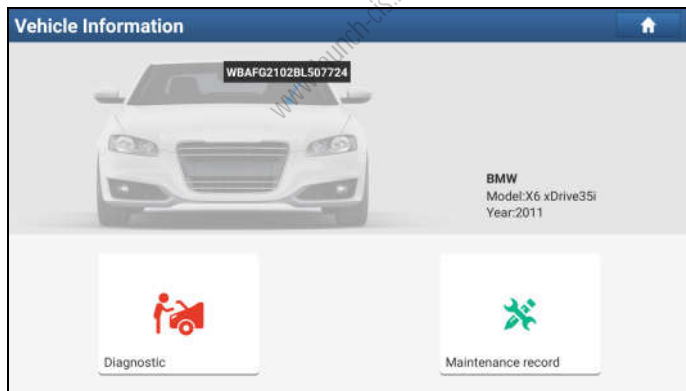 Vehicle Information
WBAFG2102BL507724
BMW
Model:X6 xDrive35i
Year:2011
Diagnostic
Maintenance record